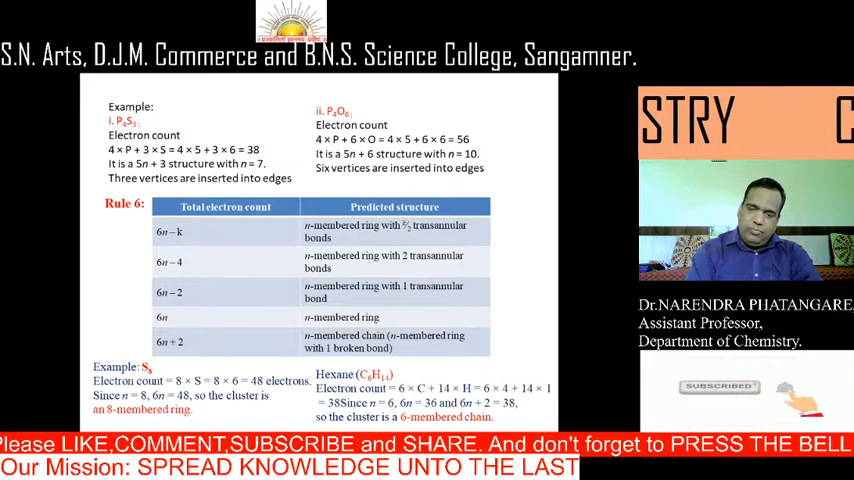 S.N. Arts, D.J.M. Commerce and B.N.S. Science College, Sangamner.
Example:
i. P4S3:
Electron count
4 × P + 3 × S = 4 × 5 + 3 × 6 = 38
It is a 5n + 3 structure with n = 7.
Three vertices are inserted into edges
ii. P4O6:
Electron count
4 × P + 6 × O = 4 × 5 + 6 × 6 = 56
It is a 5n + 6 structure with n = 10.
Six vertices are inserted into edges
Rule 6:
Total electron count
Predicted structure
6n – k
n-membered ring with k⁄2 transannular
bonds
6n – 4
n-membered ring with 2 transannular
bonds
6n – 2
n-membered ring with 1 transannular
bond
6n
n-membered ring
6n + 2
n-membered chain (n-membered ring
with 1 broken bond)
Example: S8
Electron count = 8 × S = 8 × 6 = 48 electrons.
Since n = 8, 6n = 48, so the cluster is
an 8-membered ring.
Hexane (C6H14)
Electron count = 6 × C + 14 × H = 6 × 4 + 14 × 1
= 38Since n = 6, 6n = 36 and 6n + 2 = 38,
so the cluster is a 6-membered chain.
STRY C
Dr.NARENDRA PHATANGARE,
Assistant Professor,
Department of Chemistry.
SUBSCRIBED
Please LIKE,COMMENT,SUBSCRIBE and SHARE. And don't forget to PRESS THE BELL
Our Mission: SPREAD KNOWLEDGE UNTO THE LAST